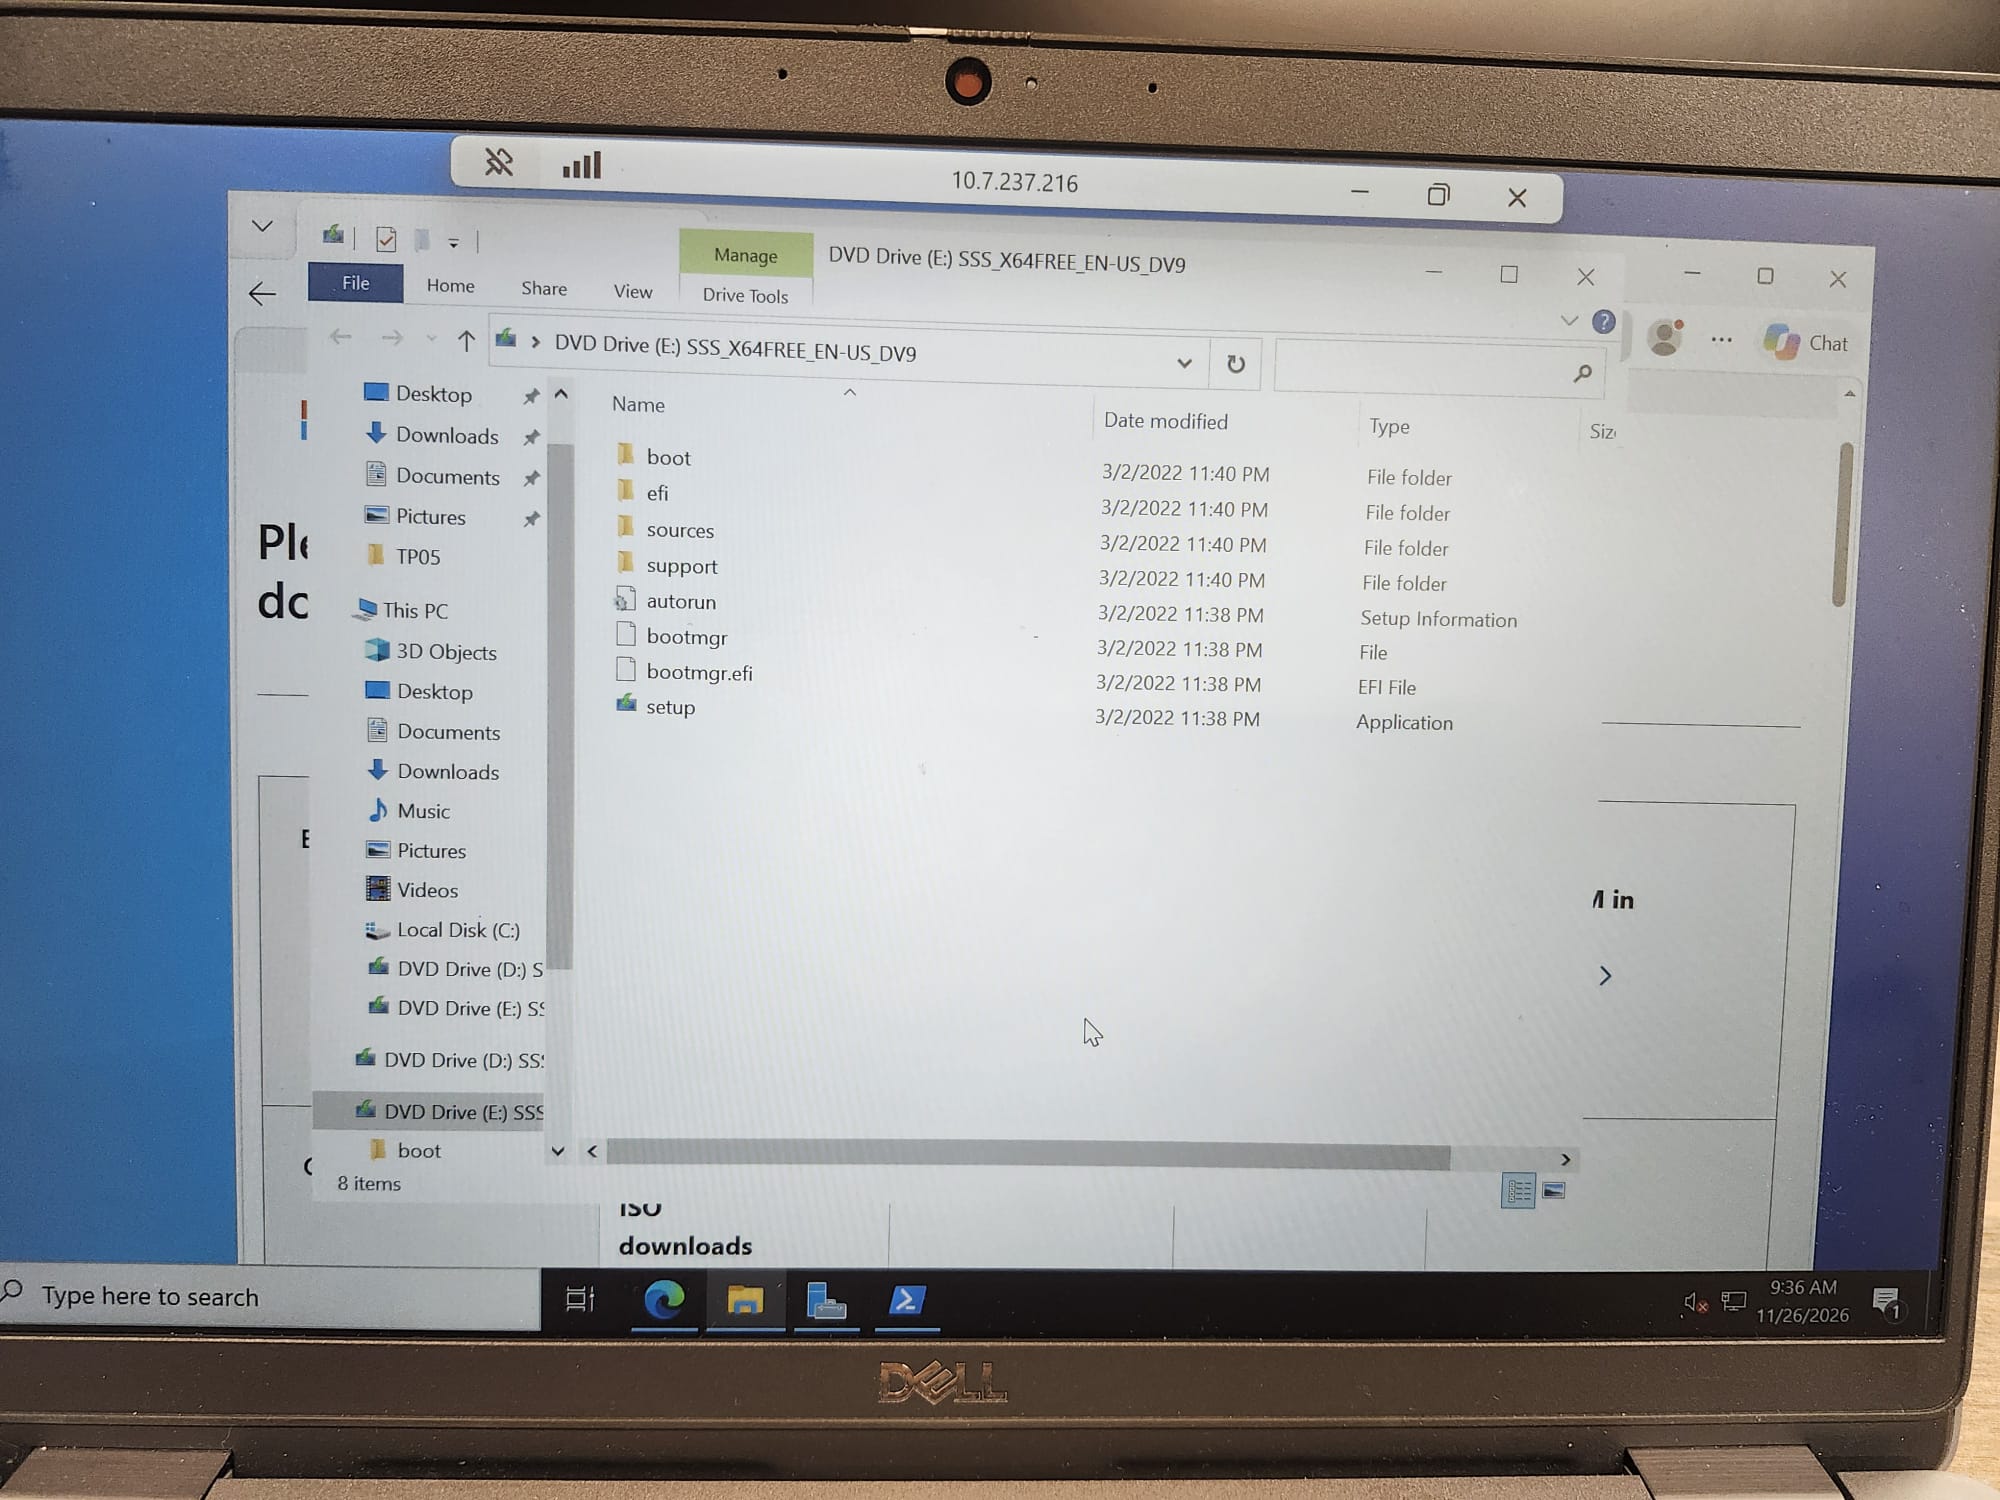 10.7.237.216
Manage
DVD Drive (E:) SSS_X64FREE_EN-US_DV9
File
Home
Share
View
Drive Tools
?
Chat
DVD Drive (E:) SSS_X64FREE_EN-US_DV9
Name
Date modified
Type
Siz
Desktop
Downloads
Documents
Pictures
TP05
This PC
3D Objects
Desktop
Documents
Downloads
Music
Pictures
Videos
Local Disk (C:)
DVD Drive (D:) S
DVD Drive (E:) SS
DVD Drive (D:) SSS
DVD Drive (E:) SSS
boot
8 items
boot 3/2/2022 11:40 PM File folder
efi 3/2/2022 11:40 PM File folder
sources 3/2/2022 11:40 PM File folder
support 3/2/2022 11:40 PM File folder
autorun 3/2/2022 11:38 PM Setup Information
bootmgr 3/2/2022 11:38 PM File
bootmgr.efi 3/2/2022 11:38 PM EFI File
setup 3/2/2022 11:38 PM Application
Ple
do
in
ISO
downloads
Type here to search
9:36 AM
11/26/2026
1
DELL